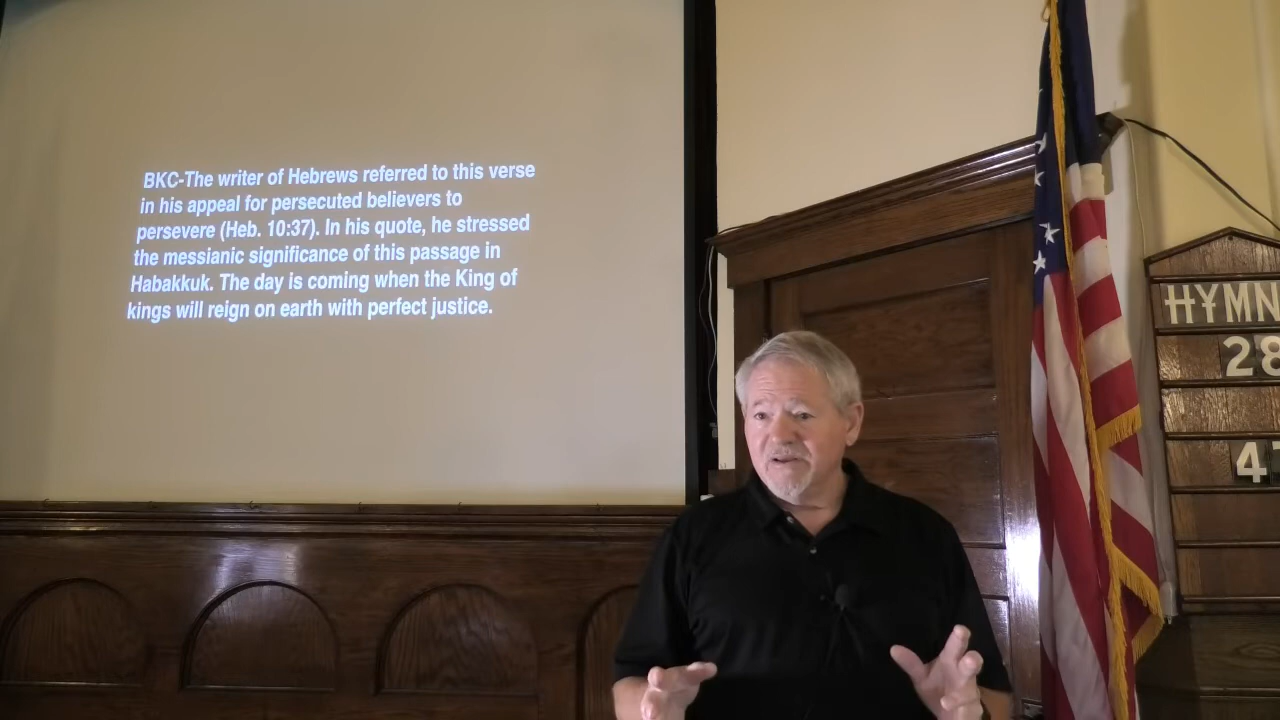 BKC-The writer of Hebrews referred to this verse
in his appeal for persecuted believers to
persevere (Heb. 10:37). In his quote, he stressed
the messianic significance of this passage in
Habakkuk. The day is coming when the King of
kings will reign on earth with perfect justice.
HYMN
28
4